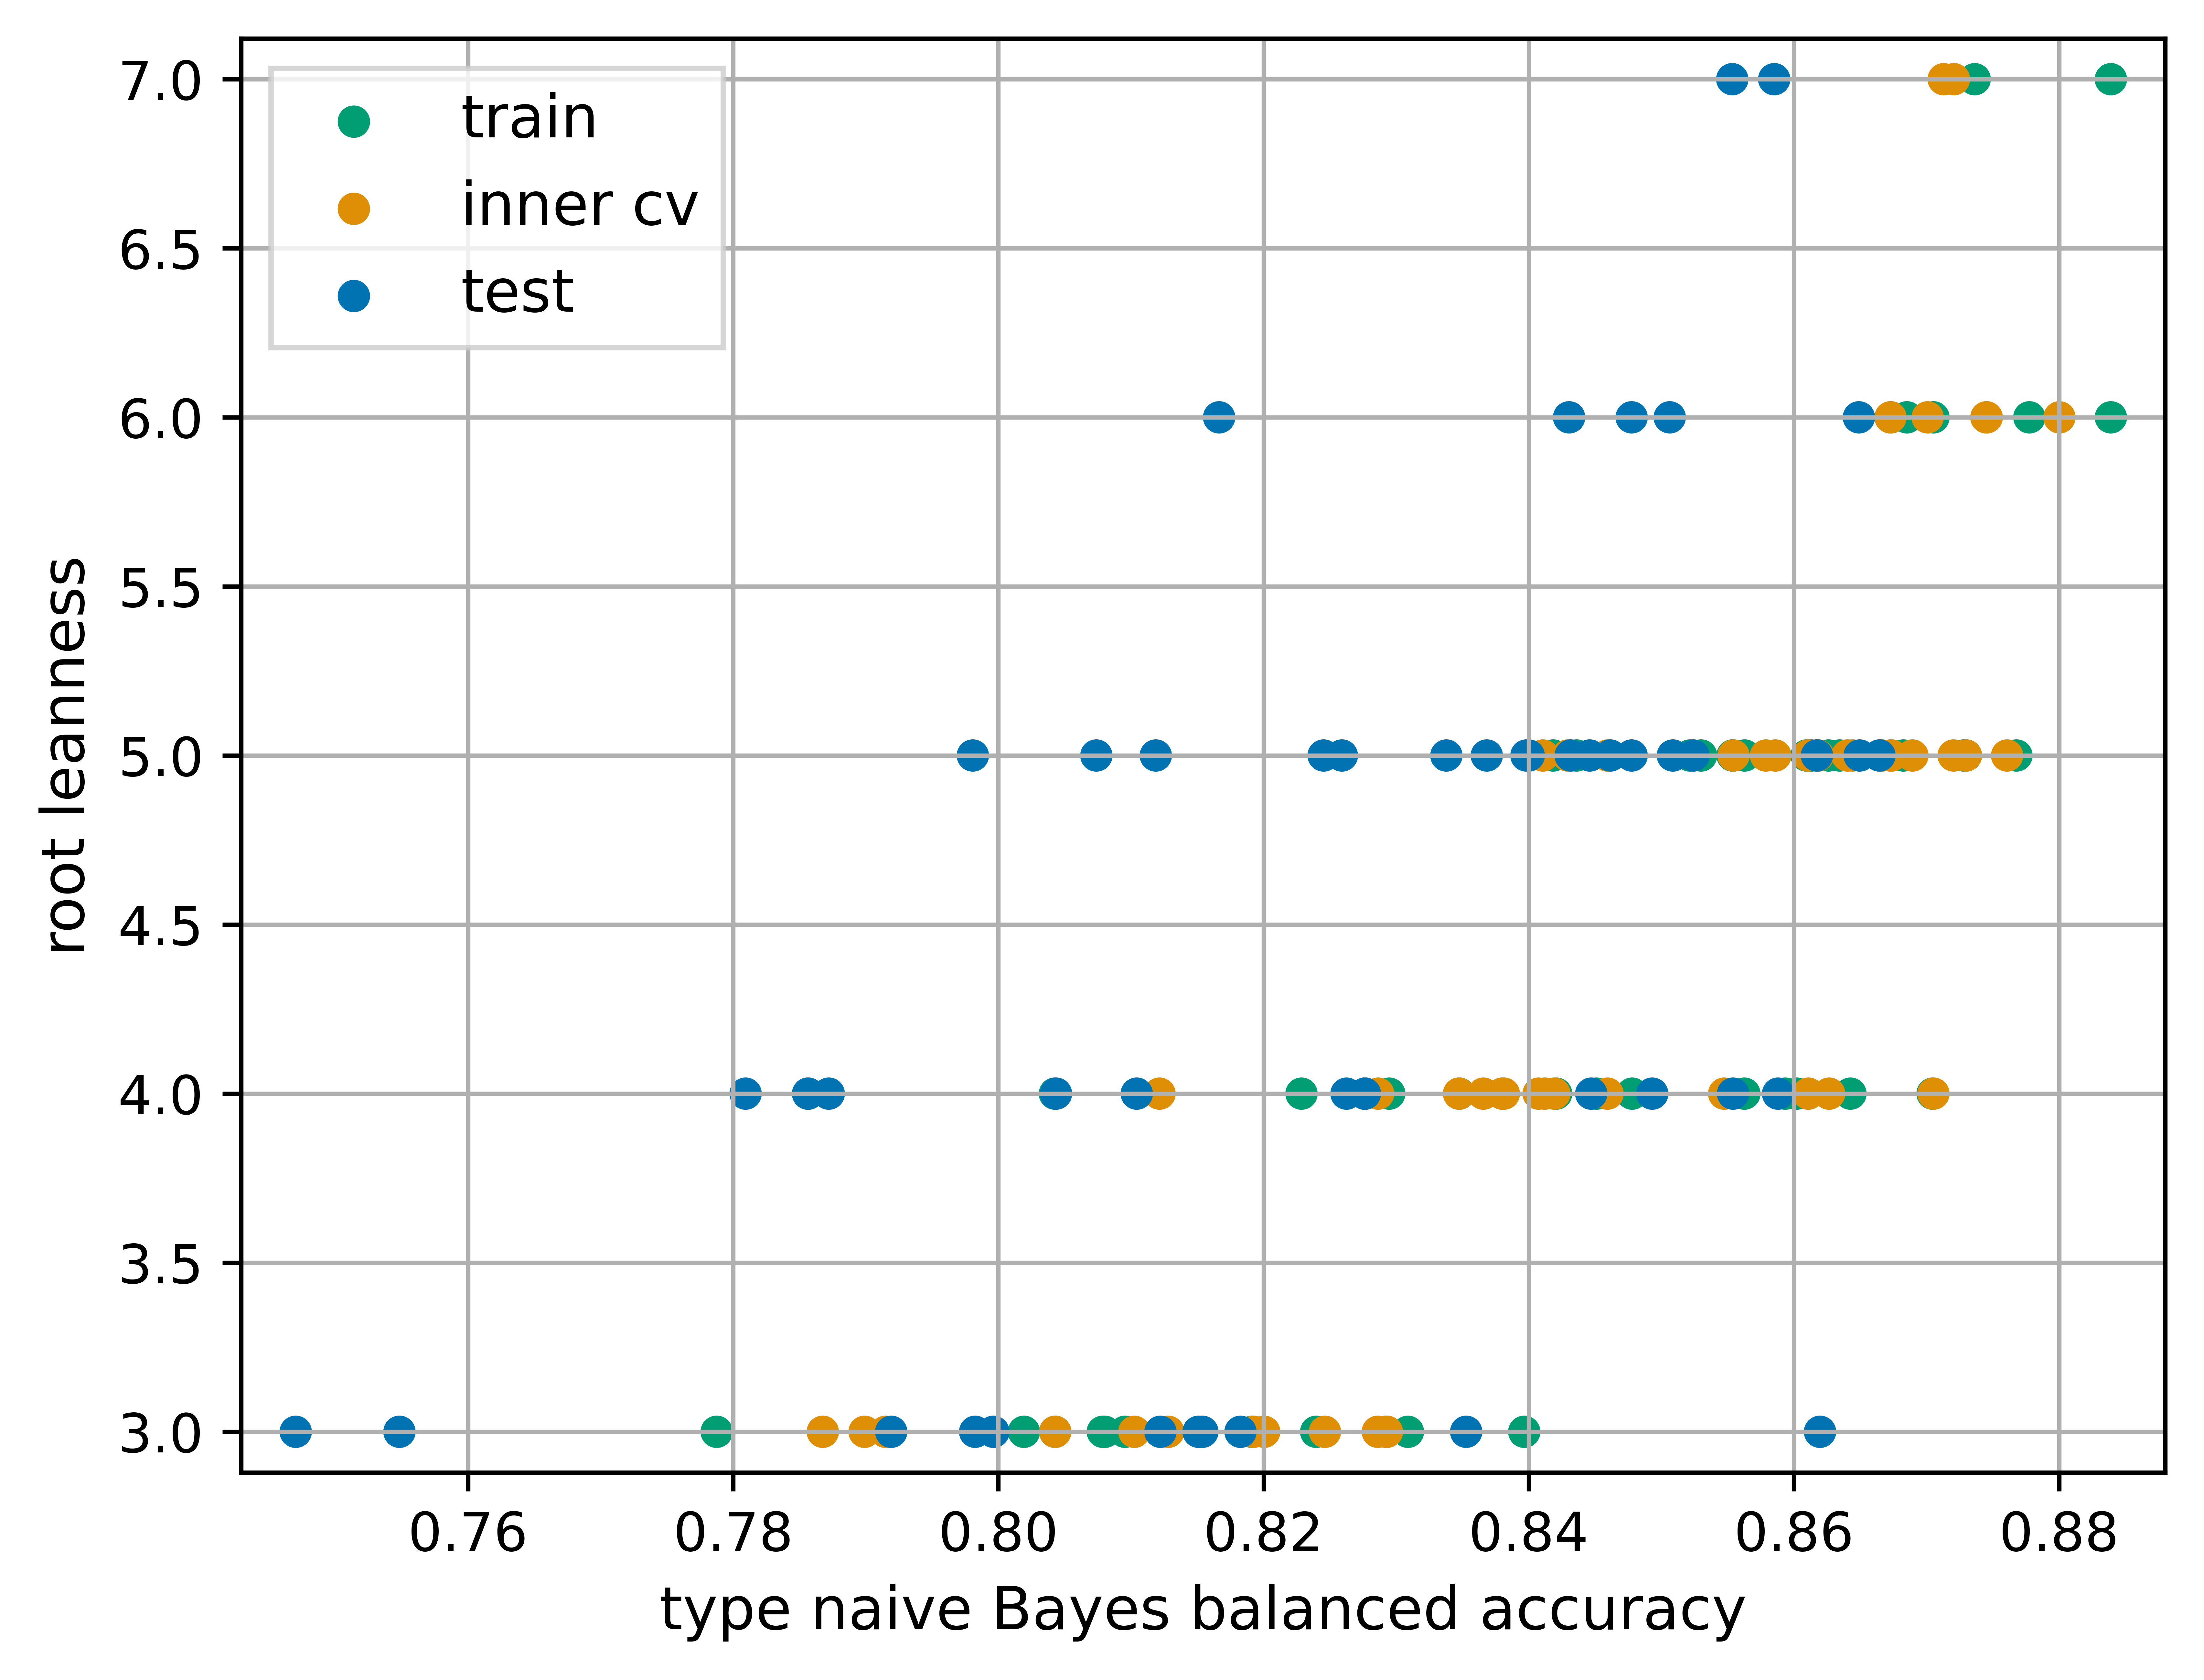 7.0
6.5
6.0
5.5
5.0
4.5
4.0
3.5
3.0
root leanness
train
inner cv
test
0.76 0.78 0.80 0.82 0.84 0.86 0.88
type naive Bayes balanced accuracy